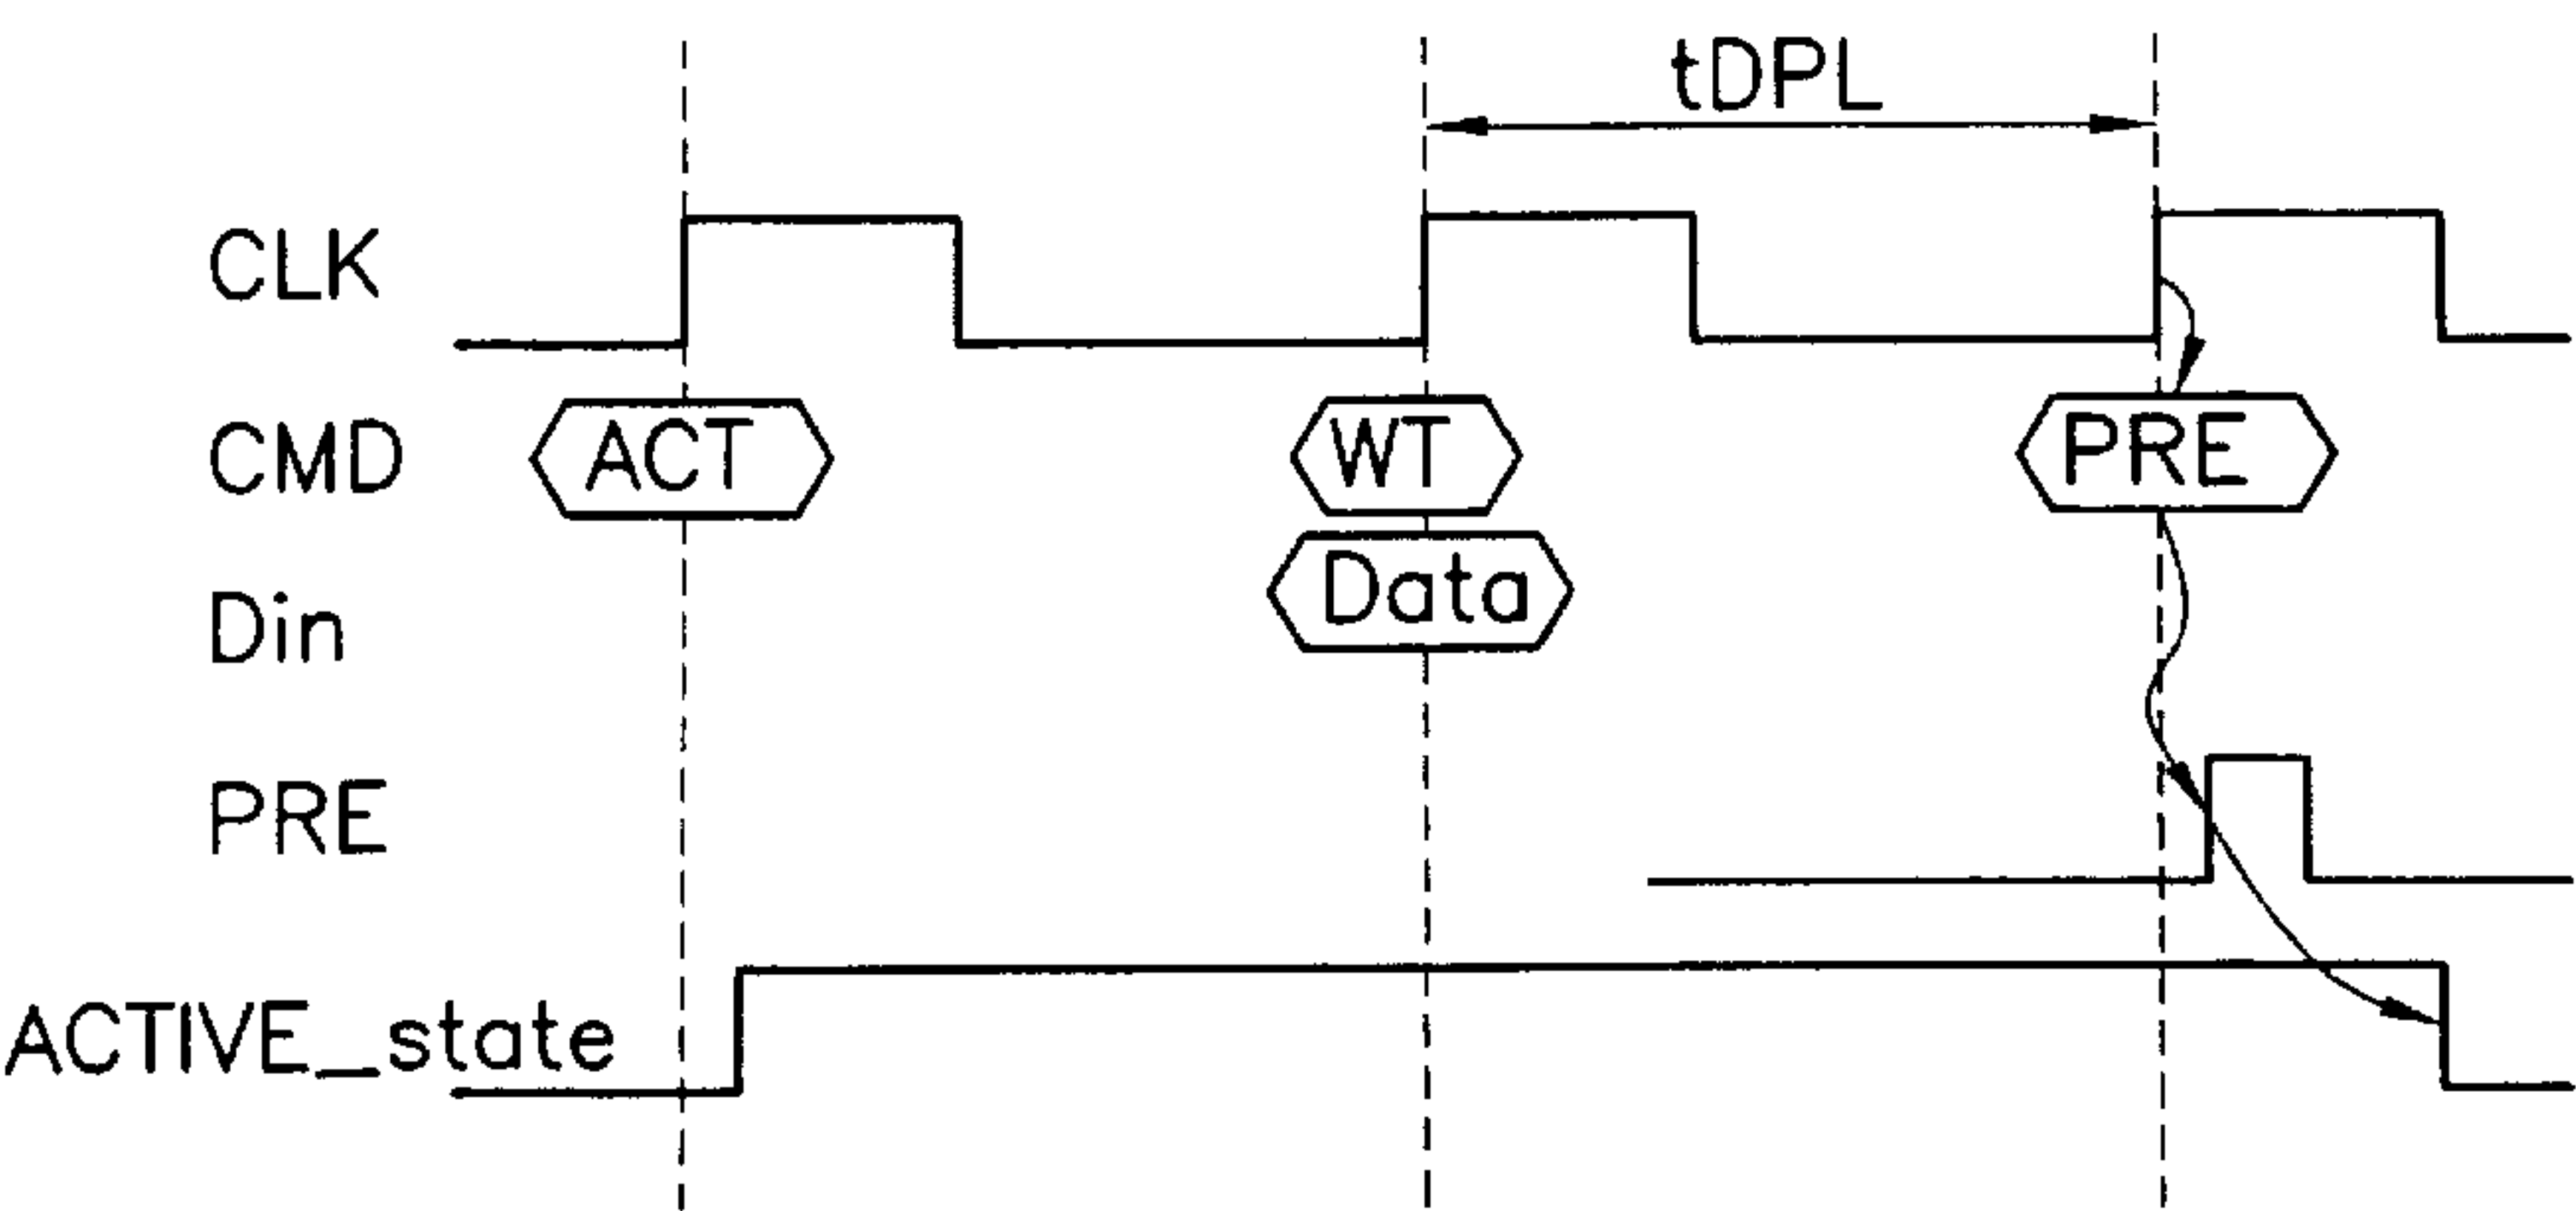 tDPL
CLK
CMD ACT WT PRE
Din Data
PRE
ACTIVE_state